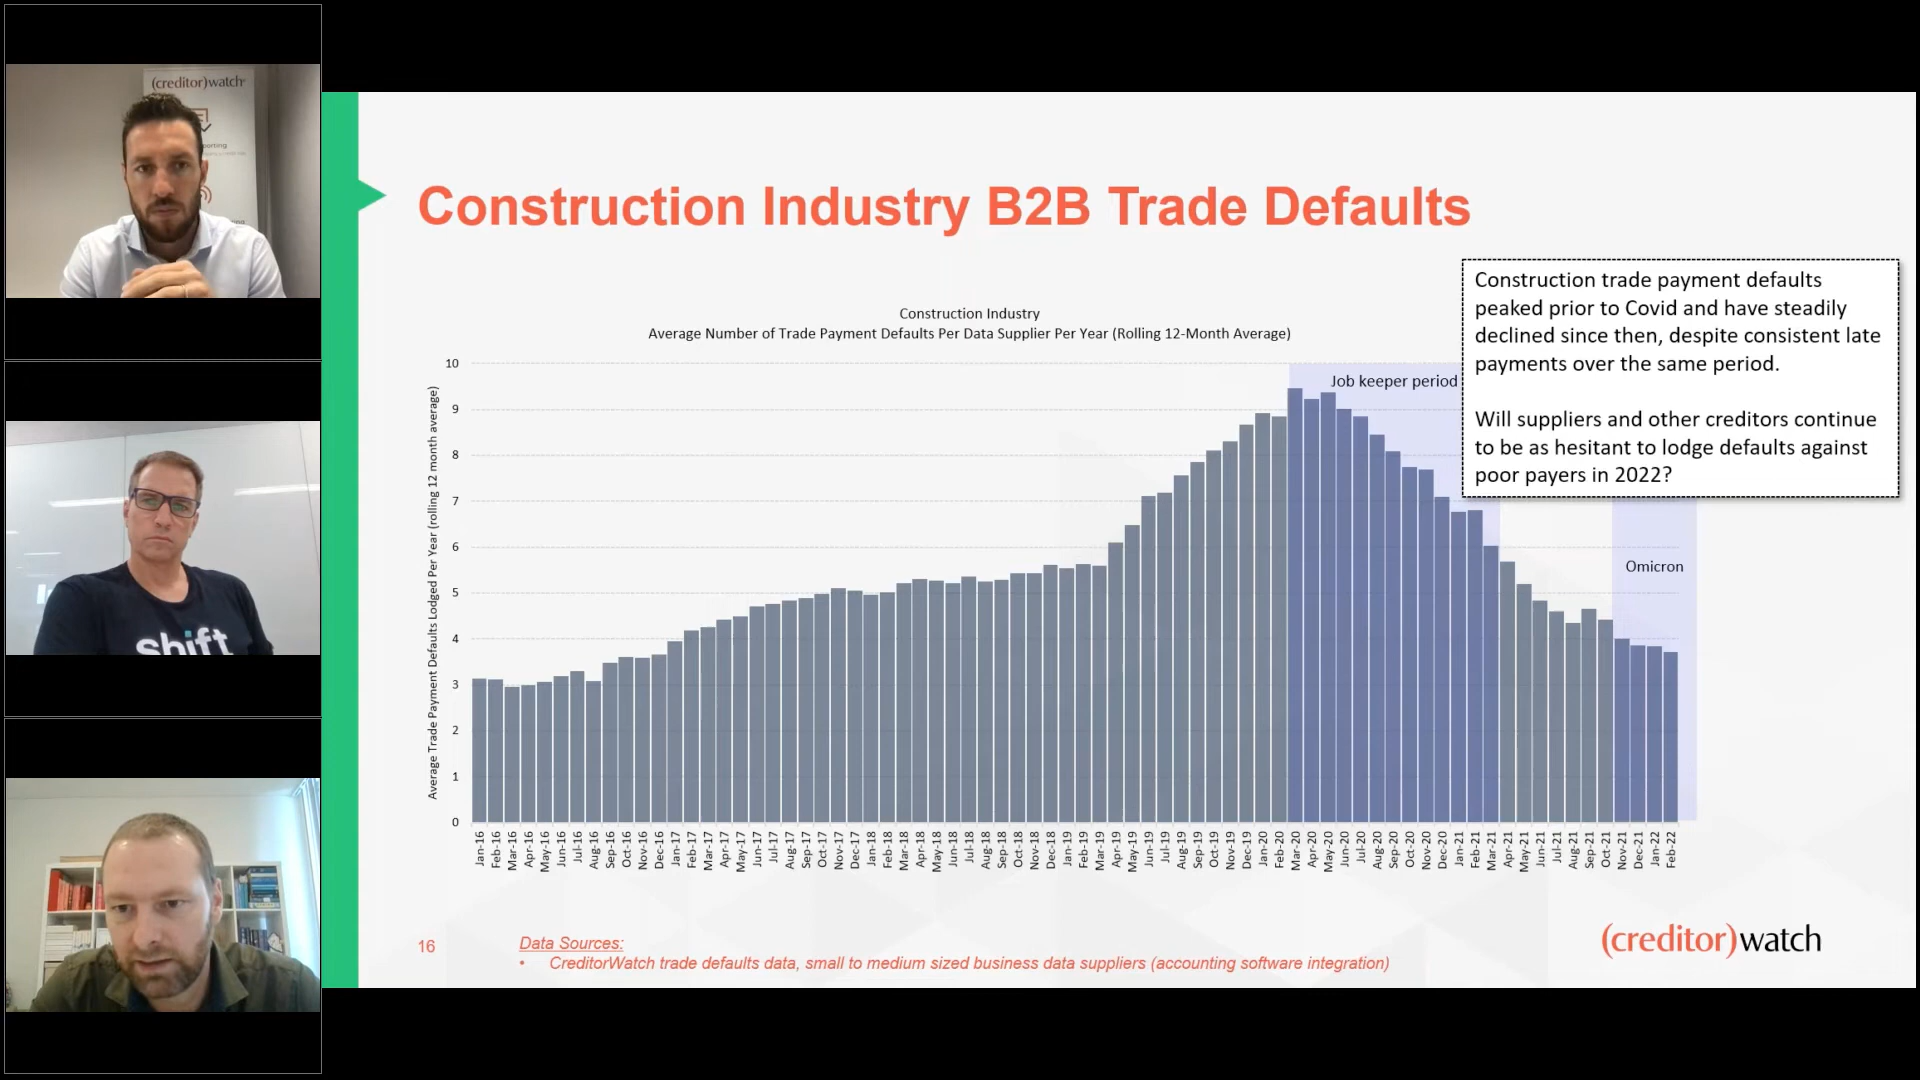 (creditor)watch
porting
shift
Construction Industry B2B Trade Defaults
Construction trade payment defaults
peaked prior to Covid and have steadily
declined since then, despite consistent late
payments over the same period.
Will suppliers and other creditors continue
to be as hesitant to lodge defaults against
poor payers in 2022?
Construction Industry
Average Number of Trade Payment Defaults Per Data Supplier Per Year (Rolling 12-Month Average)
Average Trade Payment Defaults Lodged Per Year (rolling 12 month average)
10
9
8
7
6
5
4
3
2
1
0
Job keeper period
Omicron
Jan-16
Feb-16
Mar-16
Apr-16
May-16
Jun-16
Jul-16
Aug-16
Sep-16
Oct-16
Nov-16
Dec-16
Jan-17
Feb-17
Mar-17
Apr-17
May-17
Jun-17
Jul-17
Aug-17
Sep-17
Oct-17
Nov-17
Dec-17
Jan-18
Feb-18
Mar-18
Apr-18
May-18
Jun-18
Jul-18
Aug-18
Sep-18
Oct-18
Nov-18
Dec-18
Jan-19
Feb-19
Mar-19
Apr-19
May-19
Jun-19
Jul-19
Aug-19
Sep-19
Oct-19
Nov-19
Dec-19
Jan-20
Feb-20
Mar-20
Apr-20
May-20
Jun-20
Jul-20
Aug-20
Sep-20
Oct-20
Nov-20
Dec-20
Jan-21
Feb-21
Mar-21
Apr-21
May-21
Jun-21
Jul-21
Aug-21
Sep-21
Oct-21
Nov-21
Dec-21
Jan-22
Feb-22
16
Data Sources:
• CreditorWatch trade defaults data, small to medium sized business data suppliers (accounting software integration)
(creditor)watch